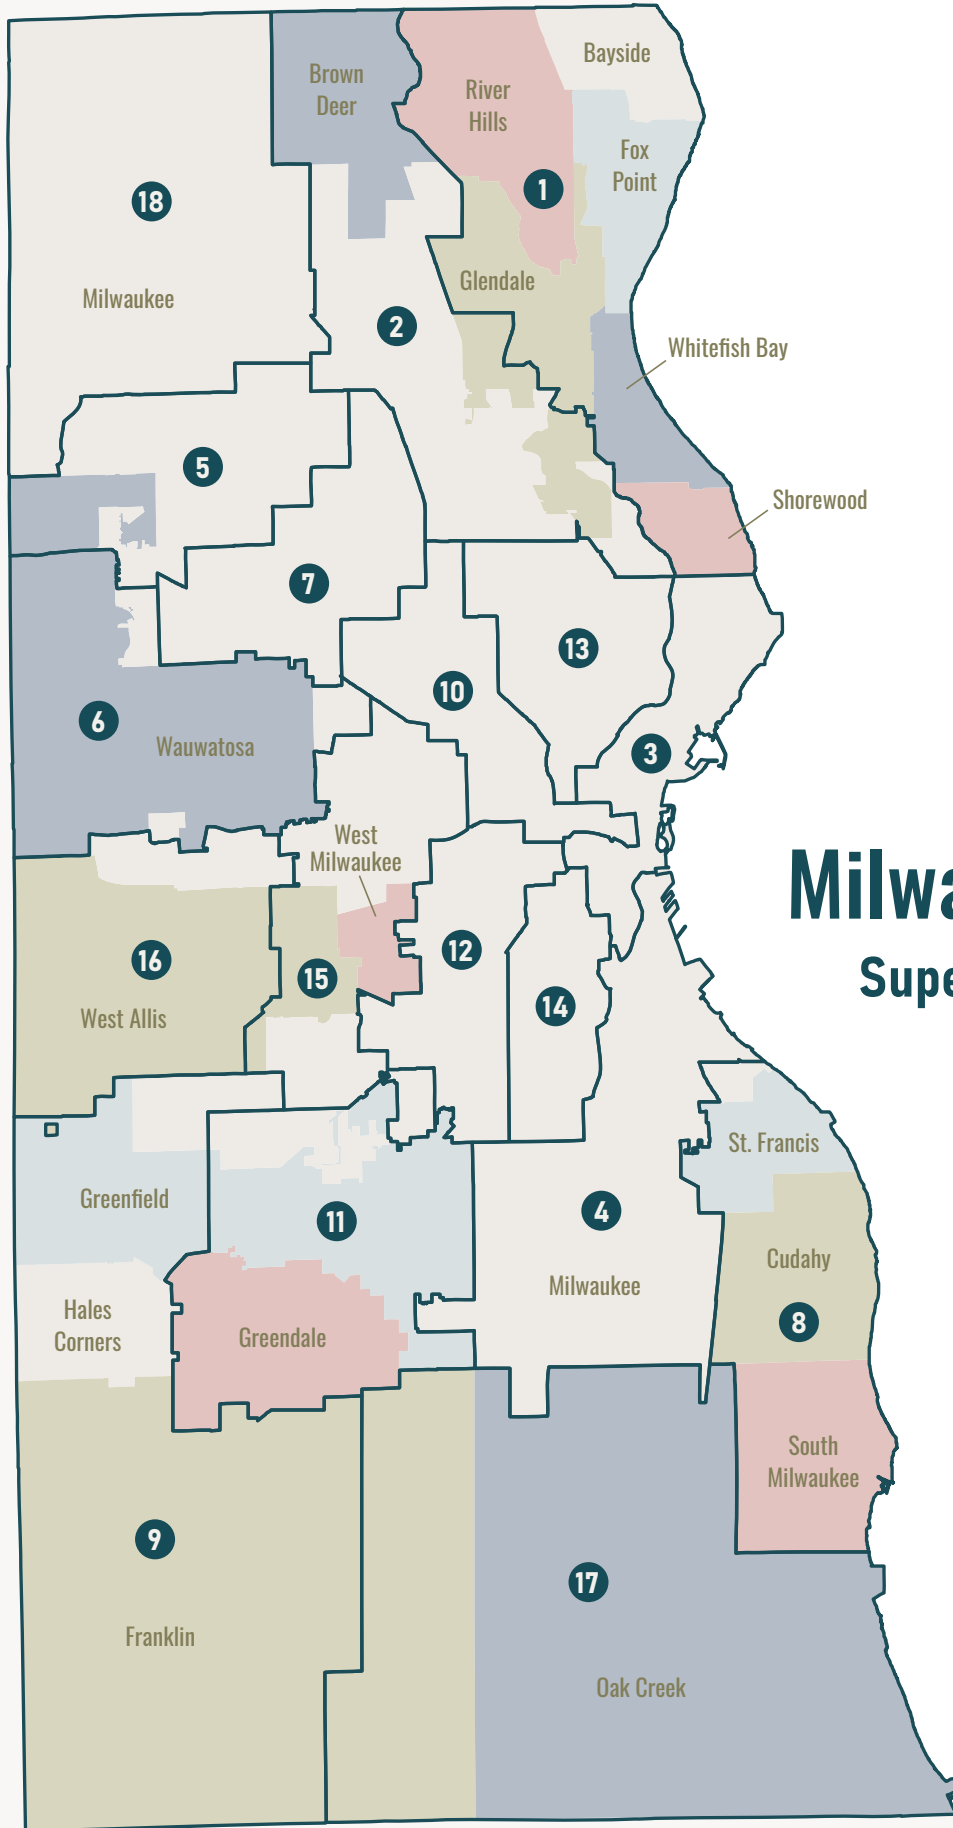 Bayside
Brown
Deer
River
Hills
Fox
Point
1
18
Glendale
Milwaukee
2
Whitefish Bay
5
Shorewood
7
13
10
6
Wauwatosa
3
West
Milwaukee
Milwa
12
16
15
Supe
14
West Allis
St. Francis
Greenfield
11
4
Cudahy
Milwaukee
Hales
Corners
8
Greendale
South
Milwaukee
9
17
Franklin
Oak Creek